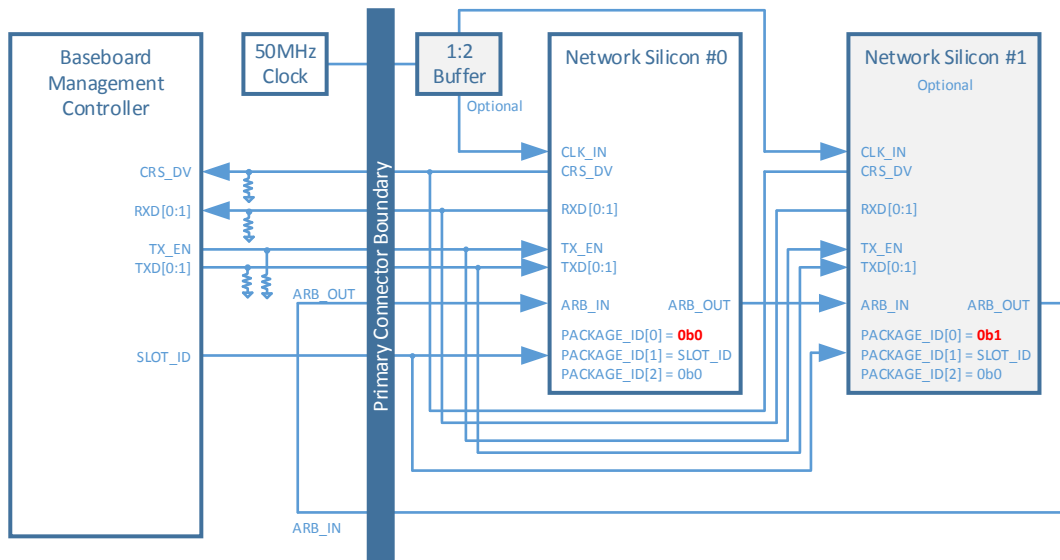 Baseboard
Management
Controller
CRS_DV
RXD[0:1]
TX_EN
TXD[0:1]
SLOT_ID
50MHz
Clock
ARB_OUT
ARB_IN
Primary Connector Boundary
1:2
Buffer
Optional
Network Silicon #0
CLK_IN
CRS_DV
RXD[0:1]
TX_EN
TXD[0:1]
ARB_IN
ARB_OUT
PACKAGE_ID[0] = 0b0
PACKAGE_ID[1] = SLOT_ID
PACKAGE_ID[2] = 0b0
Network Silicon #1
Optional
CLK_IN
CRS_DV
RXD[0:1]
TX_EN
TXD[0:1]
ARB_IN
ARB_OUT
PACKAGE_ID[0] = 0b1
PACKAGE_ID[1] = SLOT_ID
PACKAGE_ID[2] = 0b0